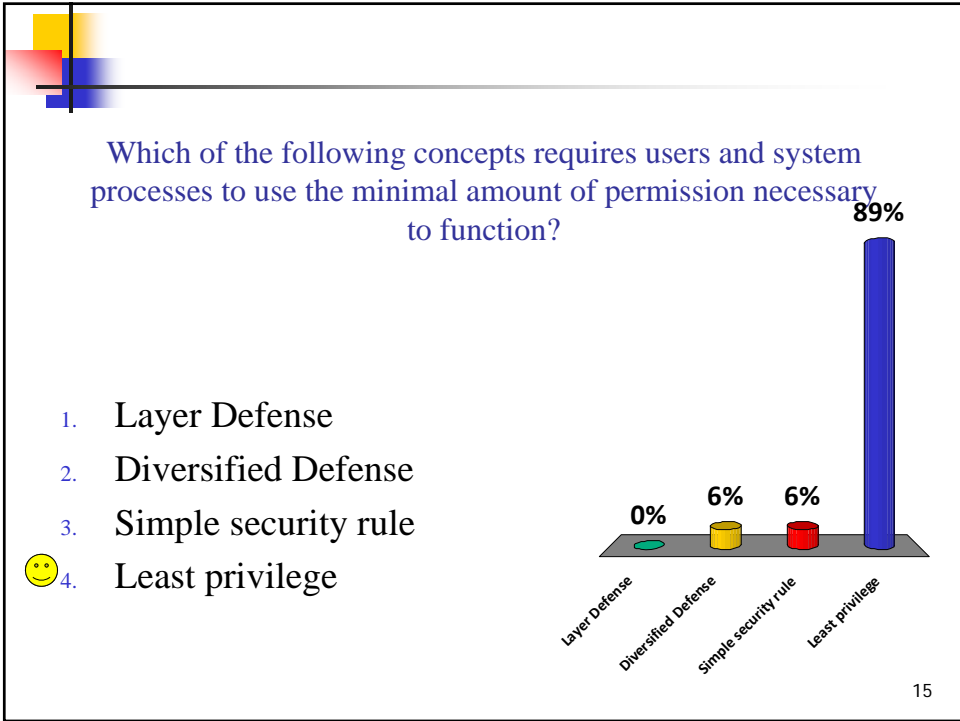 Which of the following concepts requires users and system
processes to use the minimal amount of permission necessary
to function?
1. Layer Defense
2. Diversified Defense
3. Simple security rule
4. Least privilege
0%
6%
6%
89%
Layer Defense
Diversified Defense
Simple security rule
Least privilege
15